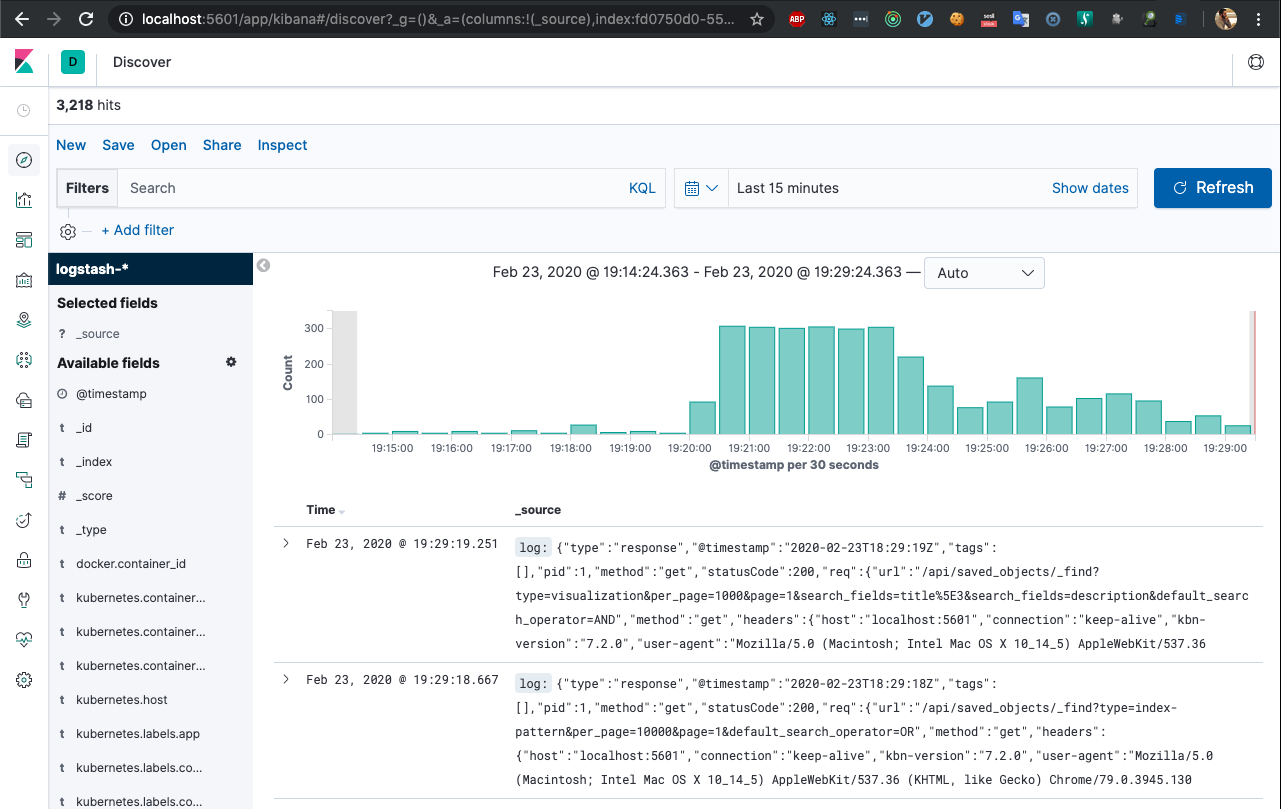 localhost:5601/app/kibana#/discover?_g=()&_a=(columns:!(_source),index:fd0750d0-55...
ABP
D
Discover
3,218 hits
New Save Open Share Inspect
Filters Search KQL Last 15 minutes Show dates Refresh
+ Add filter
logstash-*
Feb 23, 2020 @ 19:14:24.363 - Feb 23, 2020 @ 19:29:24.363 — Auto
Selected fields
? _source
Available fields
@timestamp
t _id
t _index
# _score
t _type
t docker.container_id
t kubernetes.container...
t kubernetes.container...
t kubernetes.container...
t kubernetes.host
t kubernetes.labels.app
t kubernetes.labels.co...
t kubernetes.labels.co...
Count
300
200
100
0
19:15:00 19:16:00 19:17:00 19:18:00 19:19:00 19:20:00 19:21:00 19:22:00 19:23:00 19:24:00 19:25:00 19:26:00 19:27:00 19:28:00 19:29:00
@timestamp per 30 seconds
Time _source
Feb 23, 2020 @ 19:29:19.251
log: {"type":"response","@timestamp":"2020-02-23T18:29:19Z","tags":
[],"pid":1,"method":"get","statusCode":200,"req":{"url":"/api/saved_objects/_find?
type=visualization&per_page=1000&page=1&search_fields=title%5E3&search_fields=description&default_searc
h_operator=AND","method":"get","headers":{"host":"localhost:5601","connection":"keep-alive","kbn-
version":"7.2.0","user-agent":"Mozilla/5.0 (Macintosh; Intel Mac OS X 10_14_5) AppleWebKit/537.36
Feb 23, 2020 @ 19:29:18.667
log: {"type":"response","@timestamp":"2020-02-23T18:29:18Z","tags":
[],"pid":1,"method":"get","statusCode":200,"req":{"url":"/api/saved_objects/_find?type=index-
pattern&per_page=10000&page=1&default_search_operator=OR","method":"get","headers":
{"host":"localhost:5601","connection":"keep-alive","kbn-version":"7.2.0","user-agent":"Mozilla/5.0
(Macintosh; Intel Mac OS X 10_14_5) AppleWebKit/537.36 (KHTML, like Gecko) Chrome/79.0.3945.130